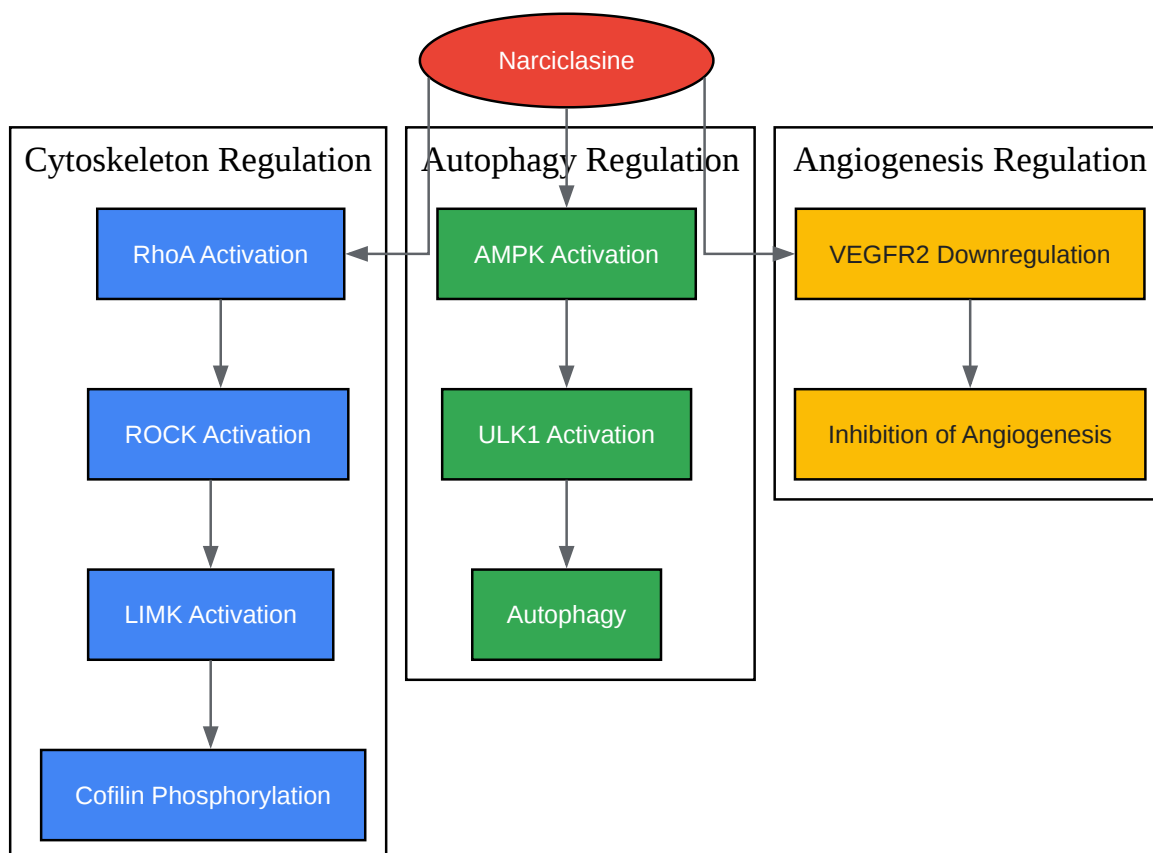 Narciclasine
Cytoskeleton Regulation
RhoA Activation
ROCK Activation
LIMK Activation
Cofilin Phosphorylation
Autophagy Regulation
AMPK Activation
ULK1 Activation
Autophagy
Angiogenesis Regulation
VEGFR2 Downregulation
Inhibition of Angiogenesis